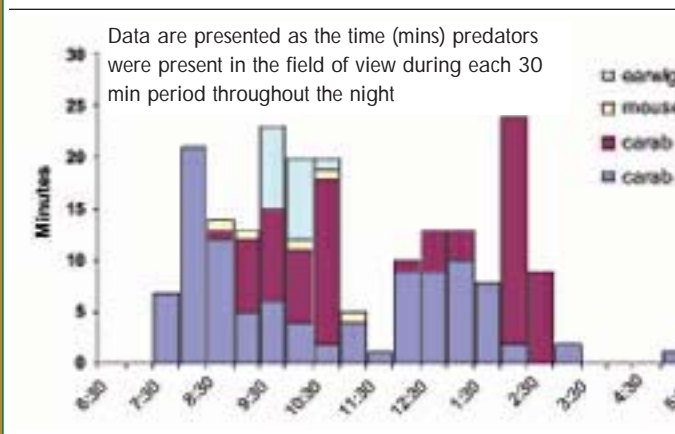 Data are presented as the time (mins) predators
were present in the field of view during each 30
min period throughout the night
30
25
20
15
10
5
0
Minutes
earwig
mouse
carab
carab
6:30 7:30 8:30 9:30 10:30 11:30 12:30 1:30 2:30 3:30 4:30